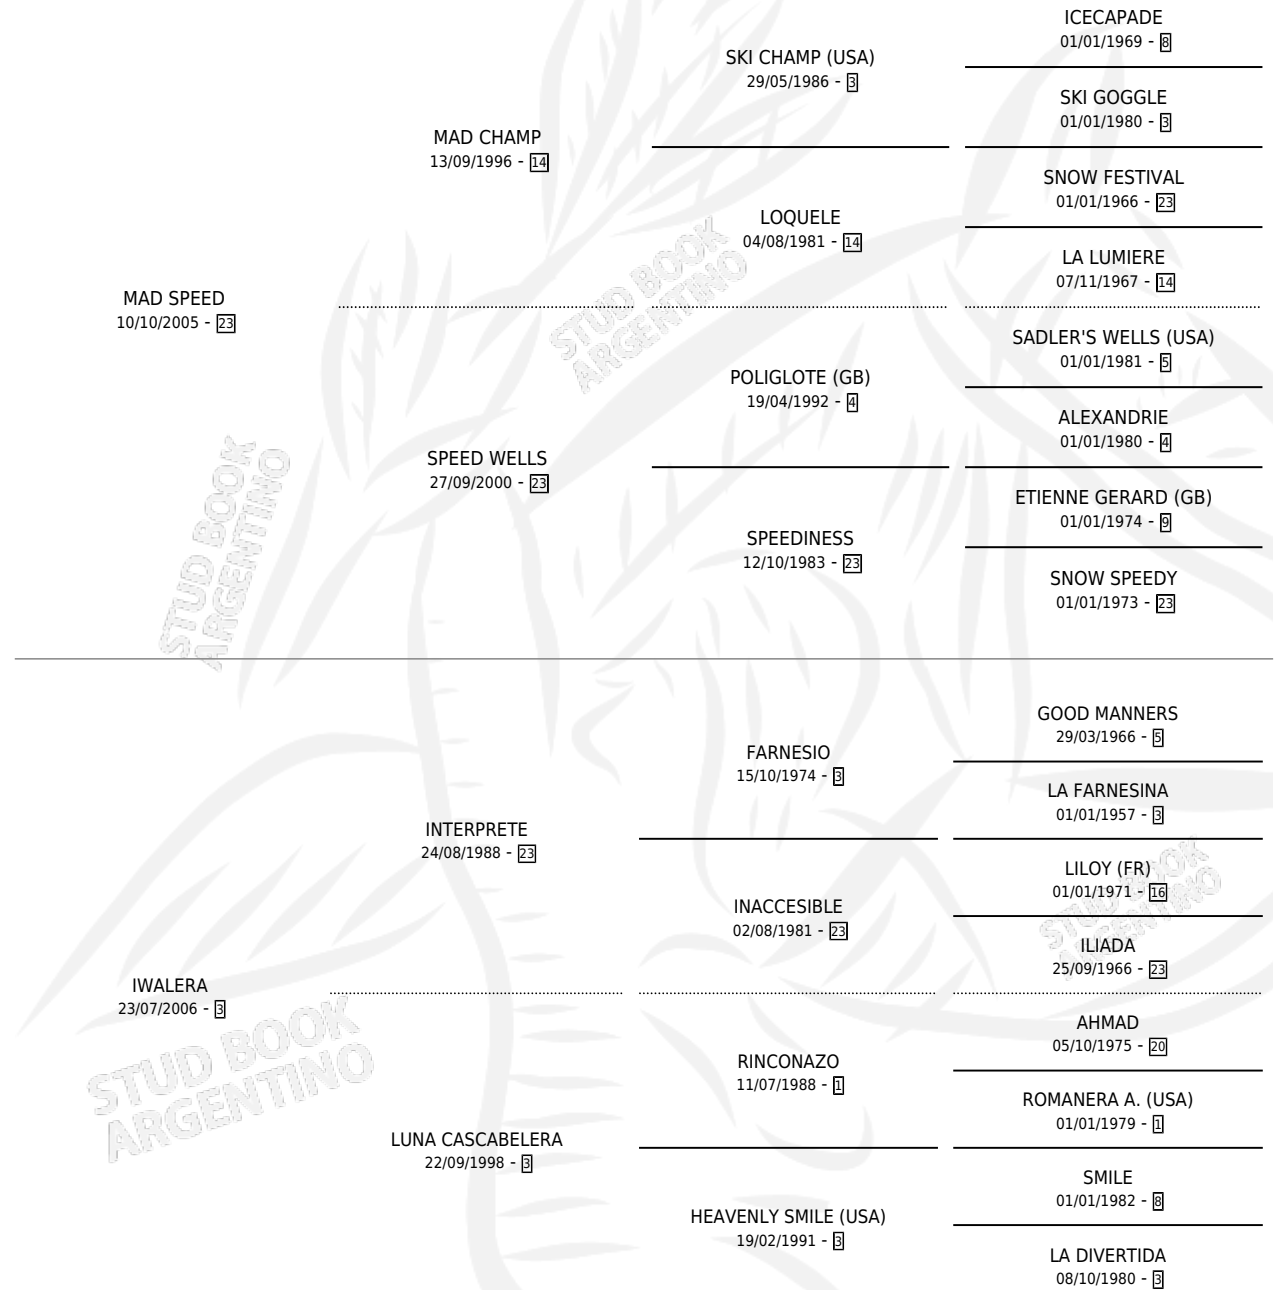 ICECAPADE
01/01/1969 - 8
SKI CHAMP (USA)
29/05/1986 - 3
SKI GOGGLE
01/01/1980 - 3
MAD CHAMP
13/09/1996 - 14
SNOW FESTIVAL
01/01/1966 - 23
LOQUELE
04/08/1981 - 14
LA LUMIERE
07/11/1967 - 14
MAD SPEED
10/10/2005 - 23
SADLER'S WELLS (USA)
01/01/1981 - 5
POLIGLOTE (GB)
19/04/1992 - 4
ALEXANDRIE
01/01/1980 - 4
SPEED WELLS
27/09/2000 - 23
ETIENNE GERARD (GB)
01/01/1974 - 9
SPEEDINESS
12/10/1983 - 23
SNOW SPEEDY
01/01/1973 - 23
GOOD MANNERS
29/03/1966 - 5
FARNESIO
15/10/1974 - 3
LA FARNESINA
01/01/1957 - 3
INTERPRETE
24/08/1988 - 23
LILOY (FR)
01/01/1971 - 16
INACCESIBLE
02/08/1981 - 23
ILIADA
25/09/1966 - 23
IWALERA
23/07/2006 - 3
AHMAD
05/10/1975 - 20
RINCONAZO
11/07/1988 - 1
ROMANERA A. (USA)
01/01/1979 - 1
LUNA CASCABELERA
22/09/1998 - 3
SMILE
01/01/1982 - 8
HEAVENLY SMILE (USA)
19/02/1991 - 3
LA DIVERTIDA
08/10/1980 - 3
STUD BOOK
ARGENTINO
STUD BOOK
ARGENTINO
STUD BOOK
ARGENTINO
STUD BOOK
ARGENTINO